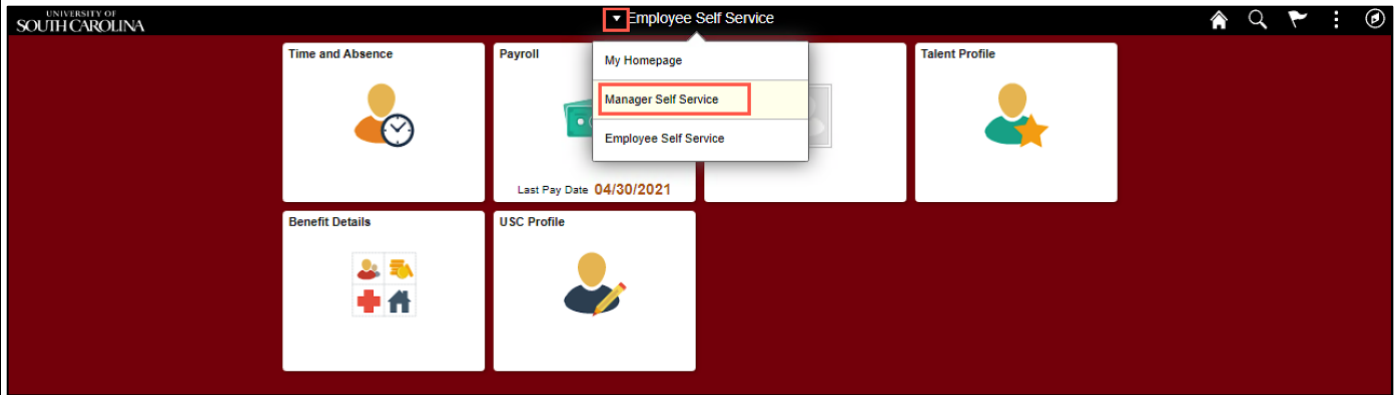 UNIVERSITY OF
SOUTH CAROLINA
Employee Self Service
Time and Absence
Payroll
My Homepage
Manager Self Service
Employee Self Service
Talent Profile
Last Pay Date 04/30/2021
Benefit Details
USC Profile